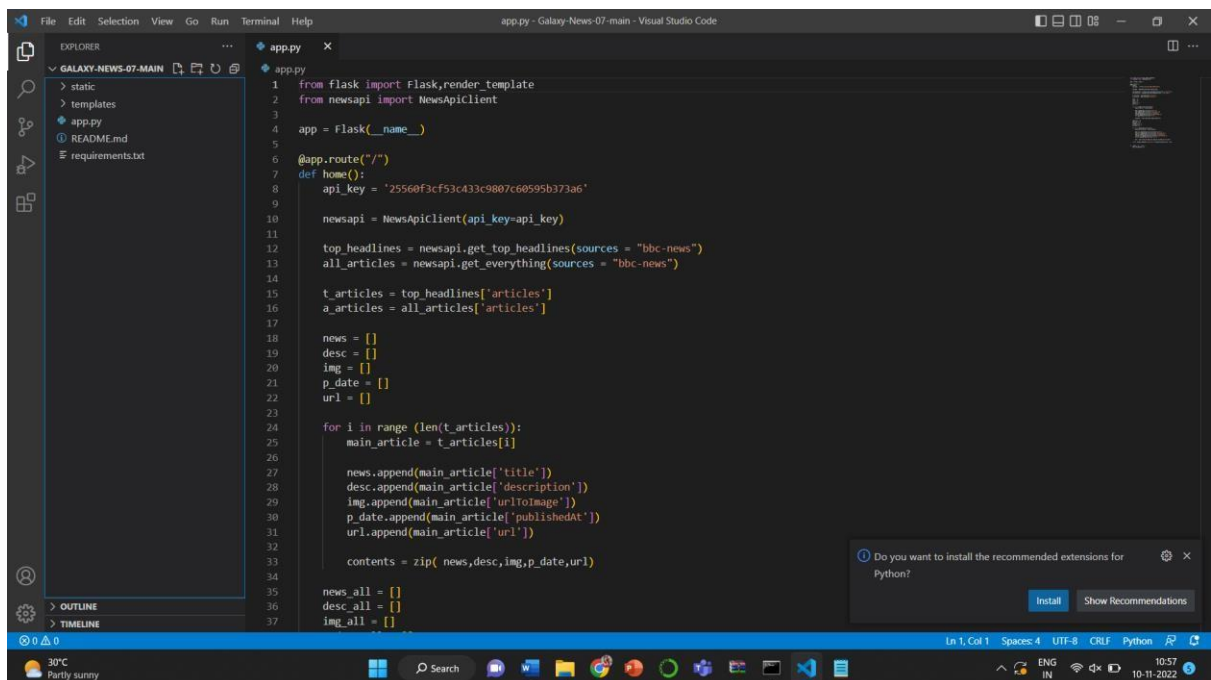 File Edit Selection View Go Run Terminal Help
app.py - Galaxy-News-07-main - Visual Studio Code
EXPLORER
GALAXY-NEWS-07-MAIN
static
templates
app.py
README.md
requirements.txt
OUTLINE
TIMELINE
app.py
app.py
1 from flask import Flask,render_template
2 from newsapi import NewsApiClient
3
4 app = Flask(__name__)
5
6 @app.route("/")
7 def home():
8 api_key = '25560f3cf53c433c9807c60595b373a6'
9
10 newsapi = NewsApiClient(api_key=api_key)
11
12 top_headlines = newsapi.get_top_headlines(sources = "bbc-news")
13 all_articles = newsapi.get_everything(sources = "bbc-news")
14
15 t_articles = top_headlines['articles']
16 a_articles = all_articles['articles']
17
18 news = []
19 desc = []
20 img = []
21 p_date = []
22 url = []
23
24 for i in range (len(t_articles)):
25 main_article = t_articles[i]
26
27 news.append(main_article['title'])
28 desc.append(main_article['description'])
29 img.append(main_article['urlToImage'])
30 p_date.append(main_article['publishedAt'])
31 url.append(main_article['url'])
32
33 contents = zip( news,desc,img,p_date,url)
34
35 news_all = []
36 desc_all = []
37 img_all = []
Do you want to install the recommended extensions for
Python?
Install Show Recommendations
0 0
Ln 1, Col 1 Spaces: 4 UTF-8 CRLF Python
30°C
Partly sunny
Search
ENG
IN
10:57
10-11-2022
5